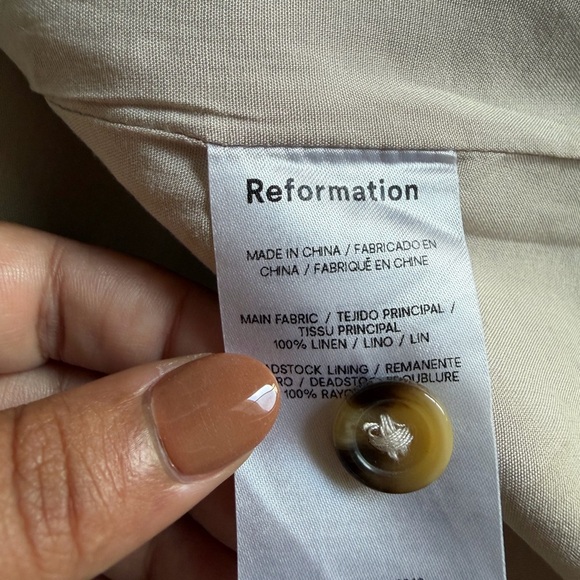 Reformation
MADE IN CHINA / FABRICADO EN
CHINA / FABRIQUÉ EN CHINE
MAIN FABRIC / TEJIDO PRINCIPAL /
TISSU PRINCIPAL
100% LINEN / LINO / LIN
LINING / REMANENTE
/
100%